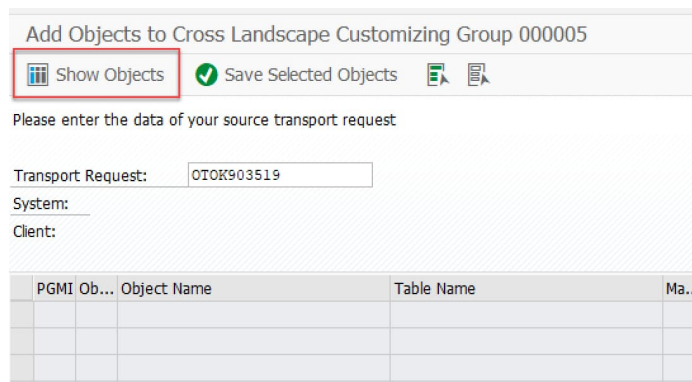 Add Objects to Cross Landscape Customizing Group 000005
Show Objects Save Selected Objects
Please enter the data of your source transport request
Transport Request: OTOK903519
System:
Client:
PGMI Ob... Object Name Table Name Ma..